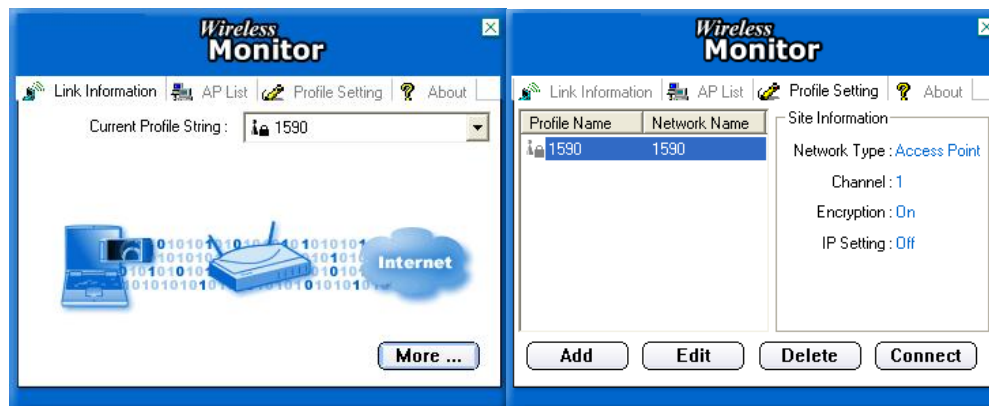 Wireless
Monitor
Link Information AP List Profile Setting About
Current Profile String : 1590
Internet
More ...
Wireless
Monitor
Link Information AP List Profile Setting About
Profile Name Network Name
1590 1590
Site Information
Network Type : Access Point
Channel : 1
Encryption : On
IP Setting : Off
Add Edit Delete Connect